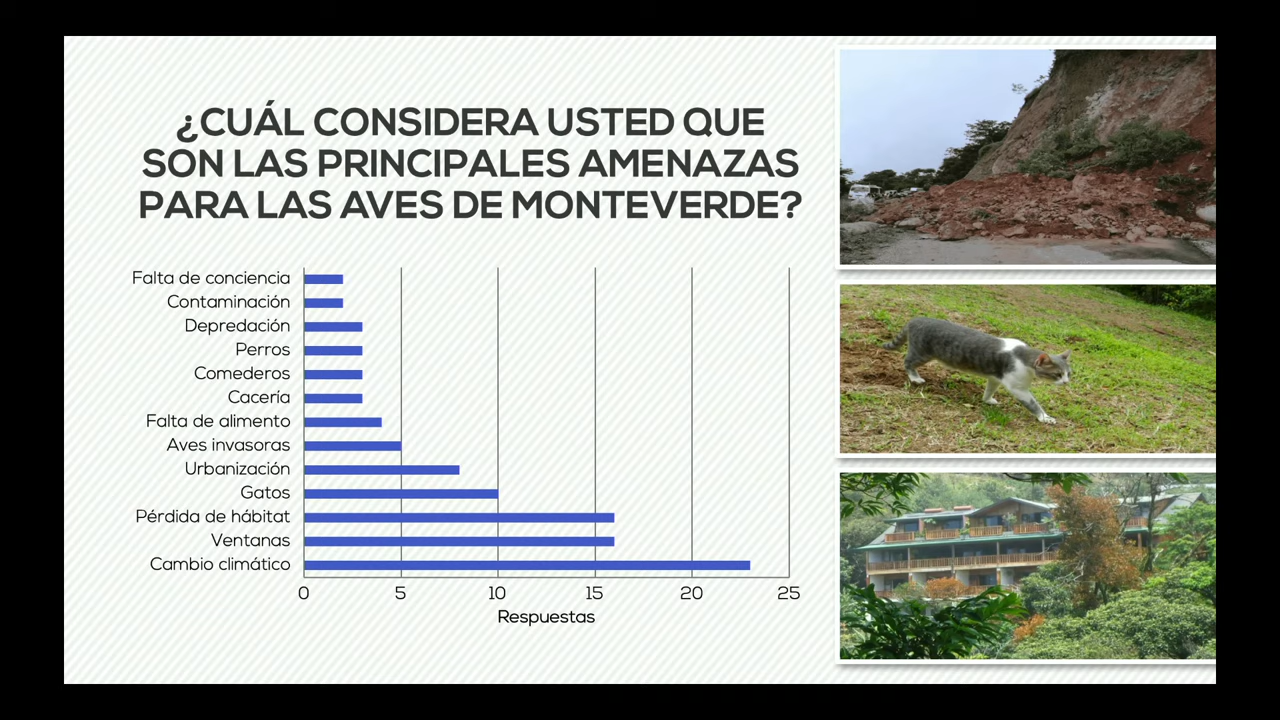 ¿CUÁL CONSIDERA USTED QUE
SON LAS PRINCIPALES AMENAZAS
PARA LAS AVES DE MONTEVERDE?
Falta de conciencia
Contaminación
Depredación
Perros
Comederos
Cacería
Falta de alimento
Aves invasoras
Urbanización
Gatos
Pérdida de hábitat
Ventanas
Cambio climático
0 5 10 15 20 25
Respuestas